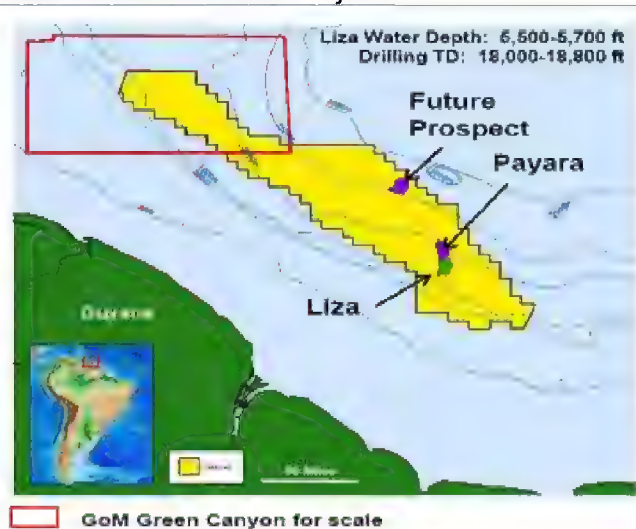 Liza Water Depth: 5,500-5,700 ft
Drilling TD: 18,000-18,800 ft
Future
Prospect
Payara
Liza
Guyana
GoM Green Canyon for scale